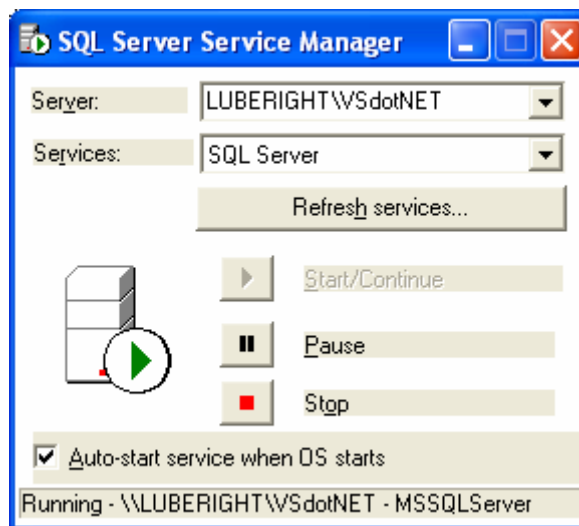 SQL Server Service Manager
Server: LUBERIGHT\VSdotNET
Services: SQL Server
Refresh services...
Start/Continue
Pause
Stop
Auto-start service when OS starts
Running - \\LUBERIGHT\VSdotNET - MSSQLServer